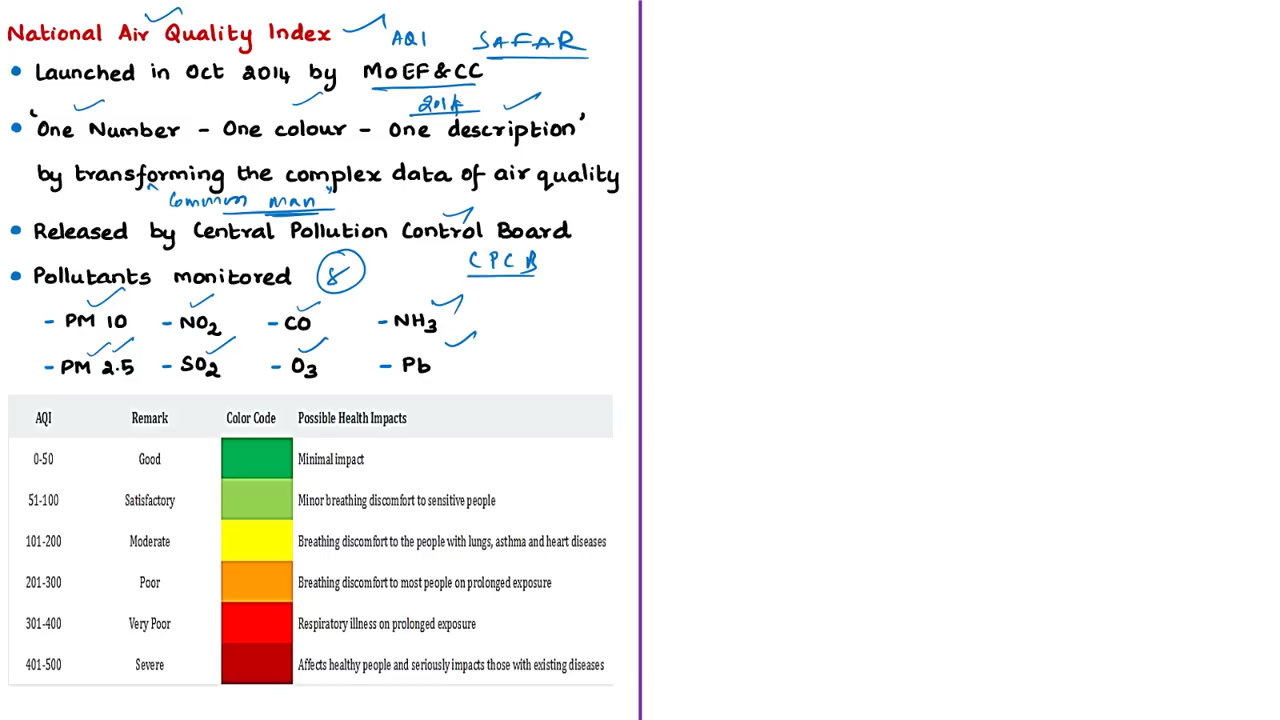 National Air Quality Index AQI SAFAR
• Launched in Oct 2014 by MoEF&CC
2014
• 'One Number - One colour - One description'
by transforming the complex data of air quality
"Common man"
• Released by Central Pollution Control Board
• Pollutants monitored 8 CPCB
- PM 10 - NO2 - CO - NH3
- PM 2.5 - SO2 - O3 - Pb
AQI Remark Color Code Possible Health Impacts
0-50 Good Minimal impact
51-100 Satisfactory Minor breathing discomfort to sensitive people
101-200 Moderate Breathing discomfort to the people with lungs, asthma and heart diseases
201-300 Poor Breathing discomfort to most people on prolonged exposure
301-400 Very Poor Respiratory illness on prolonged exposure
401-500 Severe Affects healthy people and seriously impacts those with existing diseases